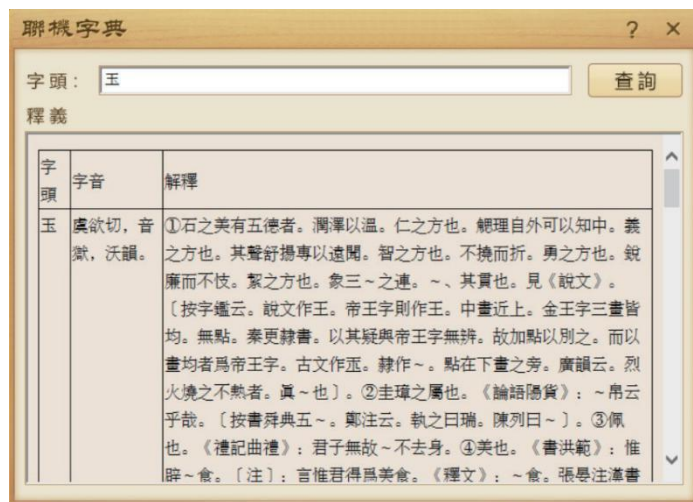 聯機字典
? ×
字頭： 玉 查詢
釋義
字頭 字音 解釋
玉 虞欲切，音獄，沃韻。
①石之美有五德者。潤澤以溫。仁之方也。䚡理自外可以知中。義
之方也。其聲舒揚専以遠聞。智之方也。不撓而折。勇之方也。銳
廉而不忮。絜之方也。象三～之連。～、其貫也。見《說文》。
〔按字鑑云。說文作王。帝王字則作王。中畫近上。金王字三畫皆
均。無點。秦更隸書。以其疑與帝王字無辨。故加點以別之。而以
畫均者爲帝王字。古文作𠙻。隸作～。點在下畫之旁。廣韻云。烈
火燒之不熱者。眞～也〕。②圭璋之屬也。《論語陽貨》：～帛云
乎哉。〔按書舜典五～。鄭注云。執之曰瑞。陳列曰～〕。③佩
也。《禮記曲禮》：君子無故～不去身。④美也。《書洪範》：惟
辟～食。〔注〕：言惟君得爲美食。《釋文》：～食。張晏注漢書